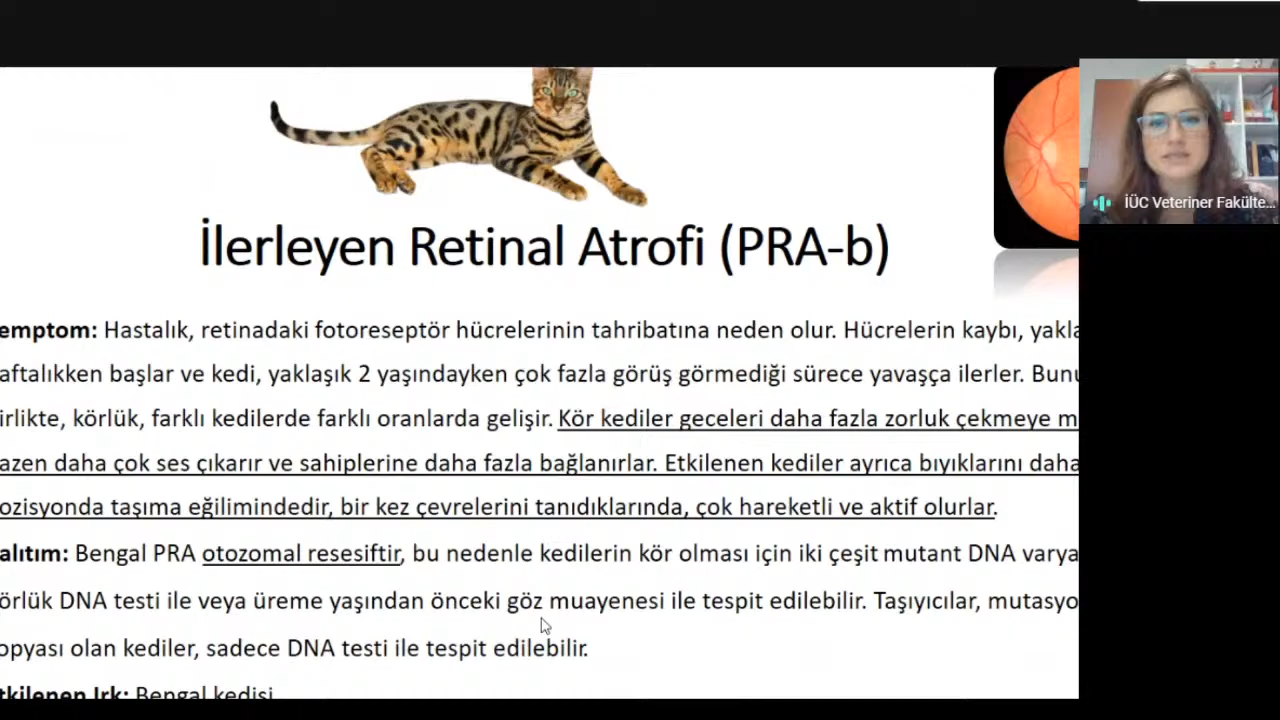 İÜC Veteriner Fakülte...
İlerleyen Retinal Atrofi (PRA-b)
emptom: Hastalık, retinadaki fotoreseptör hücrelerinin tahribatına neden olur. Hücrelerin kaybı, yakla
aftalıkken başlar ve kedi, yaklaşık 2 yaşındayken çok fazla görüş görmediği sürece yavaşça ilerler. Bunu
irlikte, körlük, farklı kedilerde farklı oranlarda gelişir. Kör kediler geceleri daha fazla zorluk çekmeye m
azen daha çok ses çıkarır ve sahiplerine daha fazla bağlanırlar. Etkilenen kediler ayrıca bıyıklarını daha
ozisyonda taşıma eğilimindedir, bir kez çevrelerini tanıdıklarında, çok hareketli ve aktif olurlar.
alıtım: Bengal PRA otozomal resesiftir, bu nedenle kedilerin kör olması için iki çeşit mutant DNA varya
örlük DNA testi ile veya üreme yaşından önceki göz muayenesi ile tespit edilebilir. Taşıyıcılar, mutasyo
opyası olan kediler, sadece DNA testi ile tespit edilebilir.
tkilenen Irk: Bengal kedisi